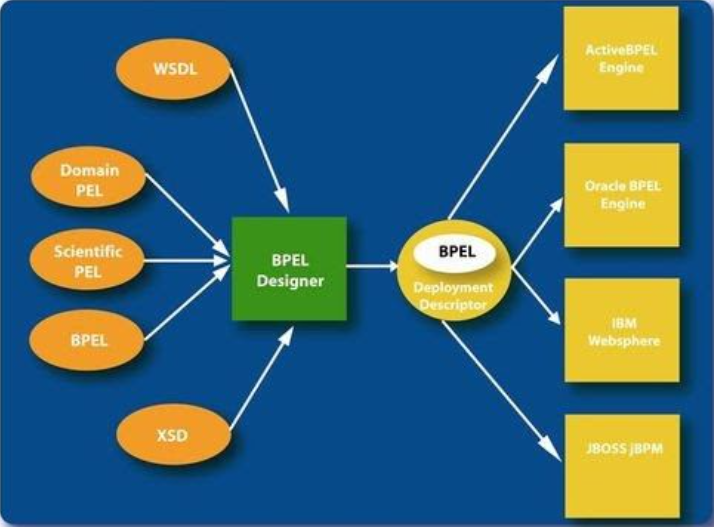 WSDL
Domain
PEL
Scientific
PEL
BPEL
XSD
BPEL
Designer
BPEL
Deployment
Descriptor
ActiveBPEL
Engine
Oracle BPEL
Engine
IBM
Websphere
JBOSS jBPM